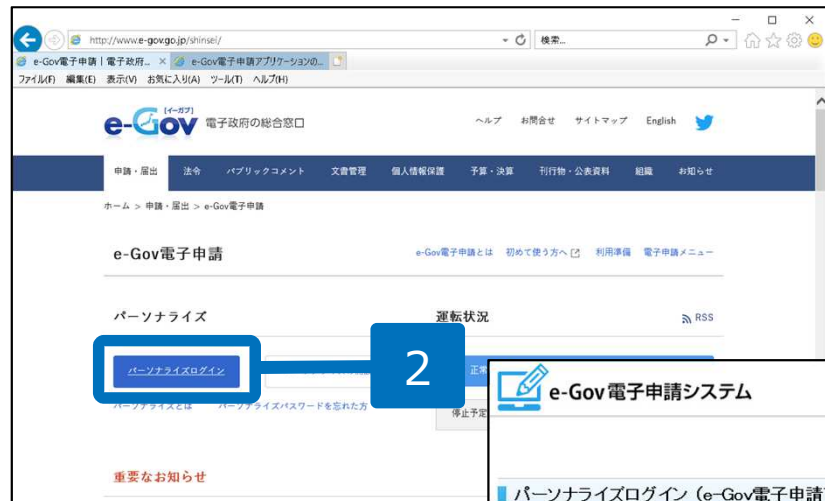 http://www.e-gov.go.jp/shinsei/
検索...
e-Gov電子申請 | 電子政府...
e-Gov電子申請アプリケーションの...
ファイル(F) 編集(E) 表示(V) お気に入り(A) ツール(T) ヘルプ(H)
[イーガブ]
e-Gov 電子政府の総合窓口
ヘルプ お問合せ サイトマップ English
申請・届出 法令 パブリックコメント 文書管理 個人情報保護 予算・決算 刊行物・公表資料 組織 お知らせ
ホーム > 申請・届出 > e-Gov電子申請
e-Gov電子申請
e-Gov電子申請とは 初めて使う方へ 利用準備 電子申請メニュー
パーソナライズ
運転状況
RSS
パーソナライズログイン
2
正常
パーソナライズとは パーソナライズパスワードを忘れた方
停止予定
e-Gov電子申請システム
重要なお知らせ
パーソナライズログイン（e-Gov電子申請